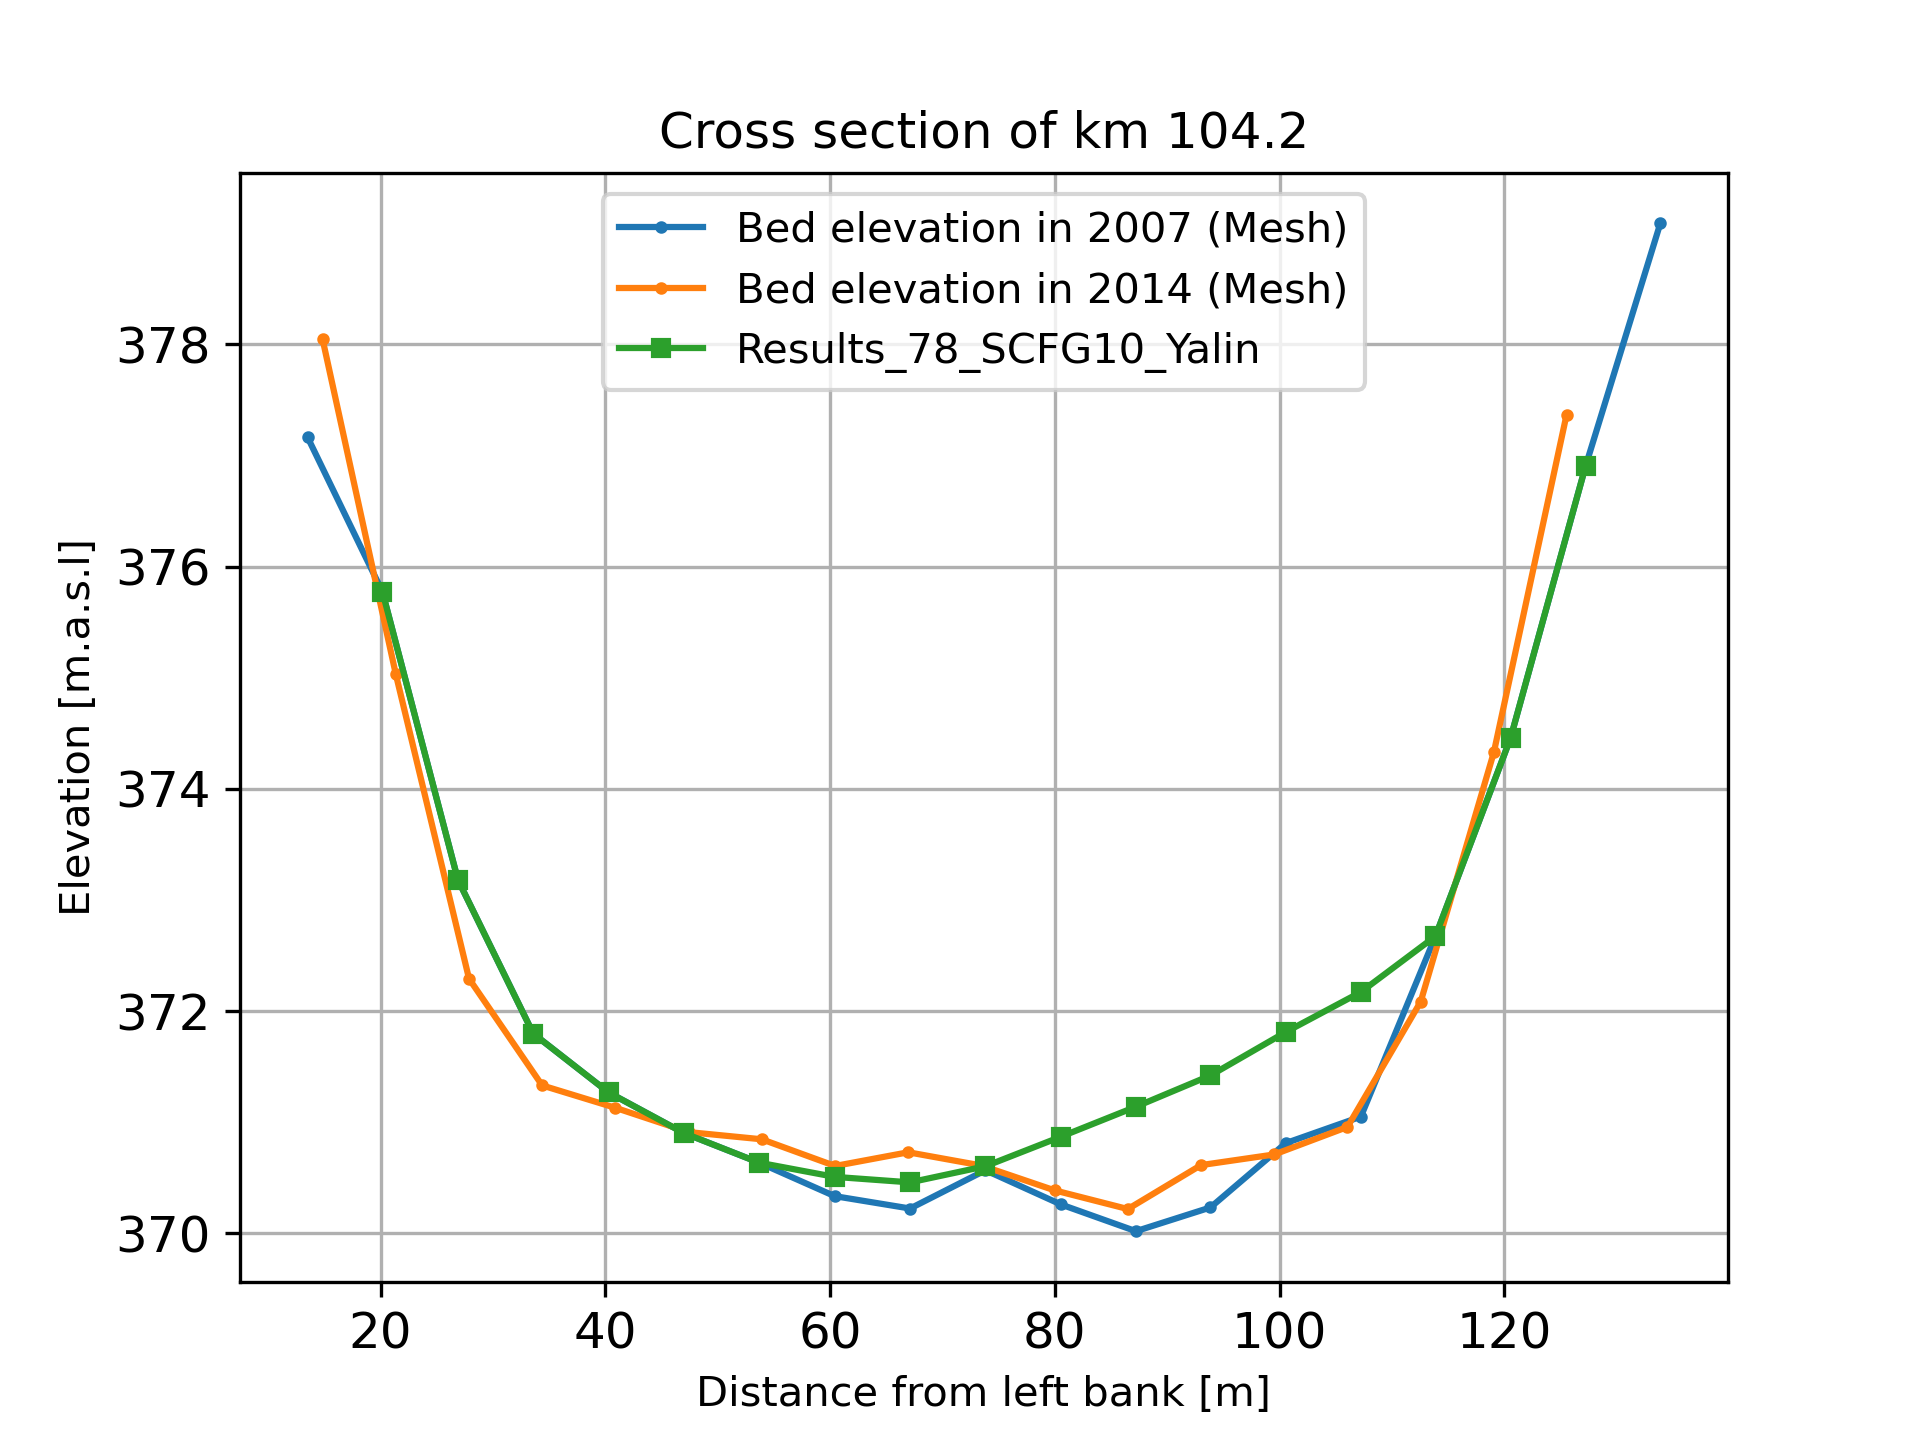 Cross section of km 104.2
Bed elevation in 2007 (Mesh)
Bed elevation in 2014 (Mesh)
Results_78_SCFG10_Yalin
378
376
374
372
370
Elevation [m.a.s.l]
20 40 60 80 100 120
Distance from left bank [m]